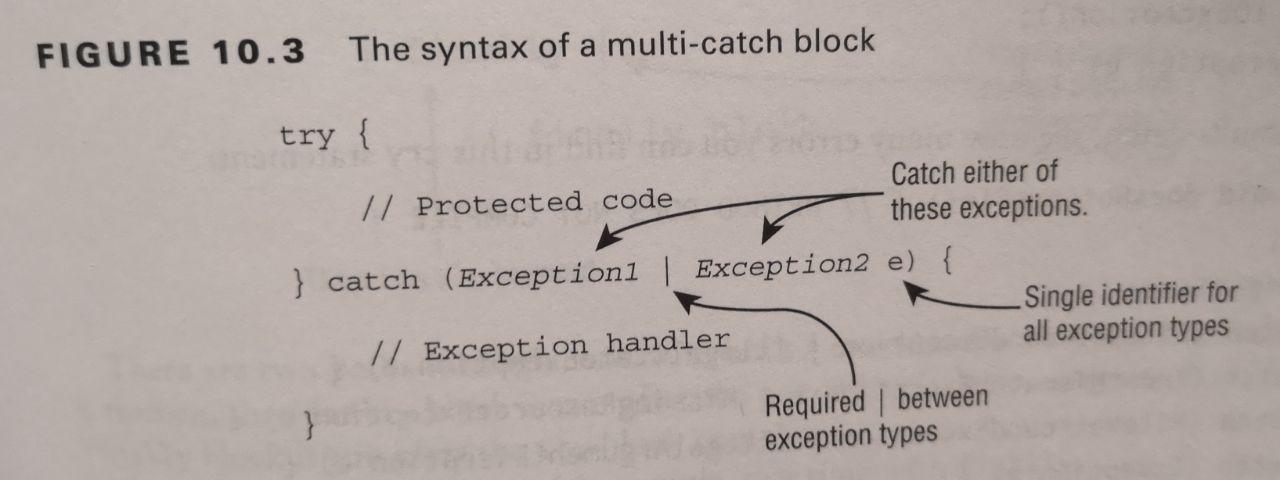 FIGURE 10.3 The syntax of a multi-catch block
try {
// Protected code
Catch either of
these exceptions.
} catch (Exception1 | Exception2 e) {
Single identifier for
all exception types
// Exception handler
Required | between
exception types
}